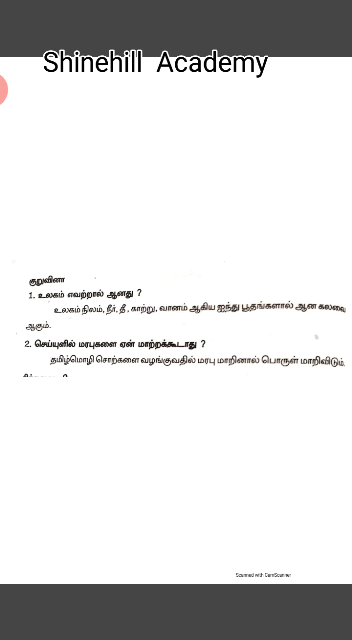 Shinehill Academy
குறுவினா
1. உலகம் எவற்றால் ஆனது ?
உலகம் நிலம், நீர், தீ , காற்று, வானம் ஆகிய ஐந்து பூதங்களால் ஆன கலவை
ஆகும்.
2. செய்யுளில் மரபுகளை ஏன் மாற்றக்கூடாது ?
தமிழ்மொழி சொற்களை வழங்குவதில் மரபு மாறினால் பொருள் மாறிவிடும்.
Scanned with CamScanner